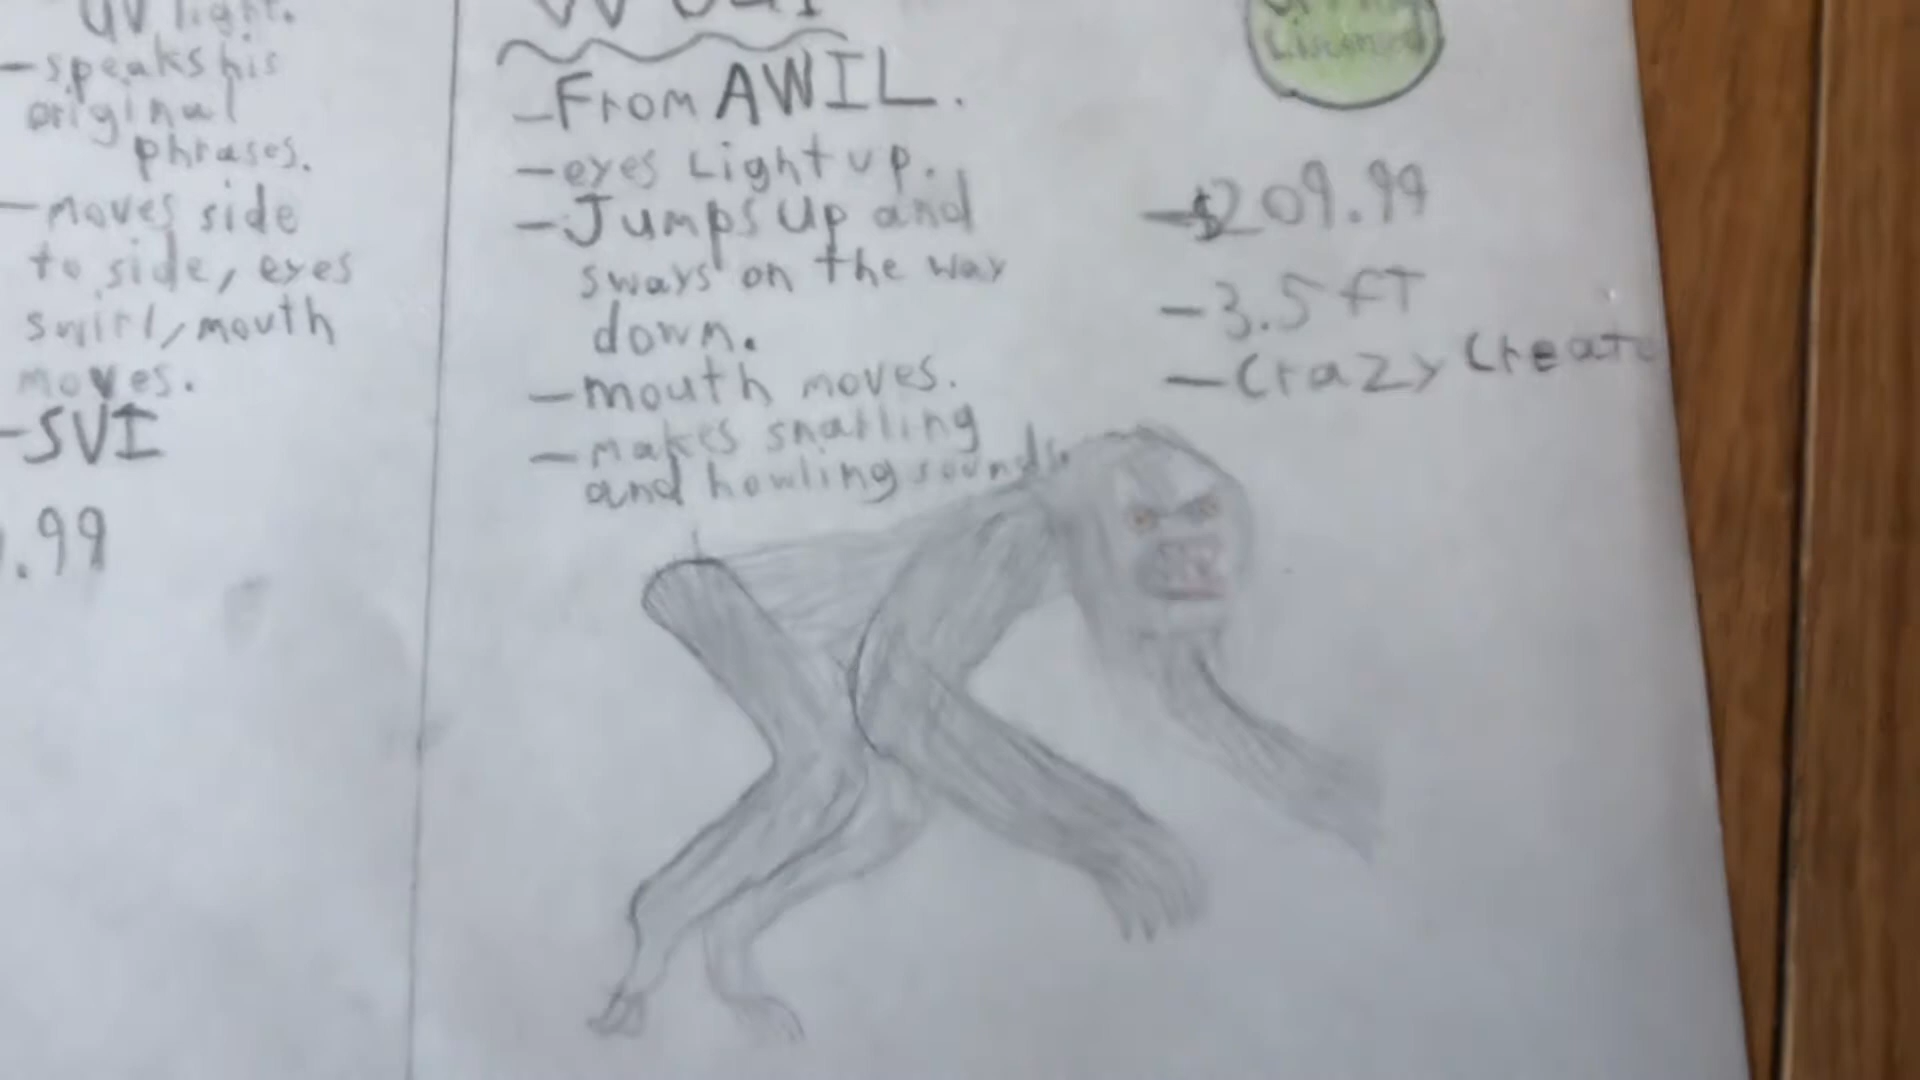 UV light.
-speaks his
original
phrases.
-moves side
to side, eyes
swirl/mouth
moves.
-SVI
.99
-From AWIL.
-eyes Light up.
-Jumps Up and
sways on the way
down.
-mouth moves.
-makes snarling
and howling sounds.
-$209.99
-3.5 FT
-Crazy Create